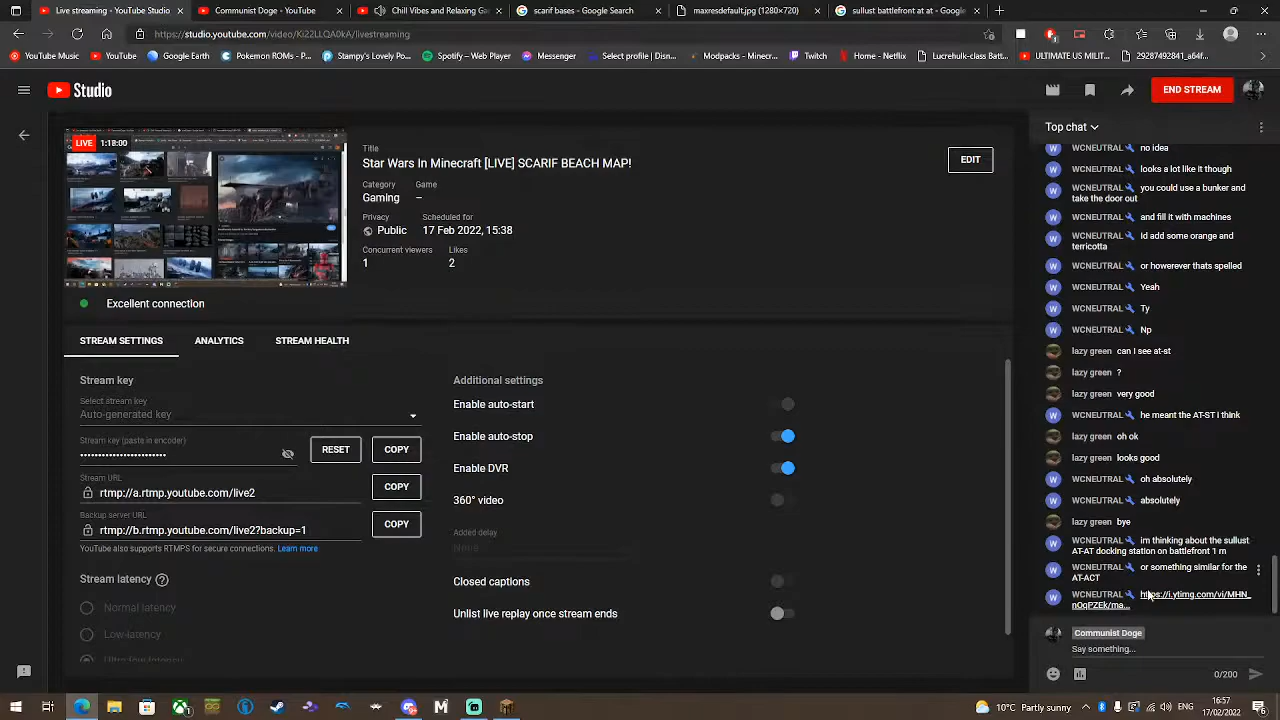 Live streaming - YouTube Studio
Communist Doge - YouTube
Chill Vibes and Relaxing
scarif bases - Google Search
maxresdefault.jpg (1280×720)
sullust battlefront at at - Goog
https://studio.youtube.com/video/Ki22LLQA0kA/livestreaming
YouTube Music
YouTube
Google Earth
Pokemon ROMs - P...
Stampy's Lovely Po...
Spotify – Web Player
Messenger
Select profile | Disn...
Monster Maps - Mi...
Twitch
Home - Netflix
Lucrehulk-class Batt...
ULTIMATE US MILIT...
29287492801_a64f...
Studio
END STREAM
LIVE 1:18:00
Title
Star Wars in Minecraft [LIVE] SCARIF BEACH MAP!
EDIT
Category
Gaming
Game
–
Privacy
Public
Scheduled for
17 Feb 2022, 15:38
Concurrent viewers
1
Likes
2
Excellent connection
STREAM SETTINGS
ANALYTICS
STREAM HEALTH
Stream key
Select stream key
Auto-generated key
Stream key (paste in encoder)
RESET
COPY
Stream URL
rtmp://a.rtmp.youtube.com/live2
COPY
Backup server URL
rtmp://b.rtmp.youtube.com/live2?backup=1
COPY
YouTube also supports RTMPS for secure connections. Learn more
Stream latency
Normal latency
Low-latency
Ultra low-latency
Additional settings
Enable auto-start
Enable auto-stop
Enable DVR
360° video
Added delay
None
Closed captions
Unlist live replay once stream ends
Top chat
WCNEUTRAL no idea
WCNEUTRAL looks a lot like it though
WCNEUTRAL you could use a bunker and
take the door out
WCNEUTRAL and fill it with machines
WCNEUTRAL Id add some orange and
terricotta
WCNEUTRAL or howerver thats spelled
WCNEUTRAL Yeah
WCNEUTRAL Ty
WCNEUTRAL Np
lazy green can i see at-st
lazy green ?
lazy green very good
WCNEUTRAL he meant the AT-ST I think
lazy green oh ok
lazy green looks good
WCNEUTRAL oh absolutely
WCNEUTRAL absolutely
lazy green bye
WCNEUTRAL im thinking about the sullust
AT-AT docking station on battlefront 1 m
WCNEUTRAL or something similar for the
AT-ACT
WCNEUTRAL https://i.ytimg.com/vi/MHN_
nOqPZEk/ma...
Communist Doge
Say something...
0/200
10°C Partly sunny
16:57
17/02/2022